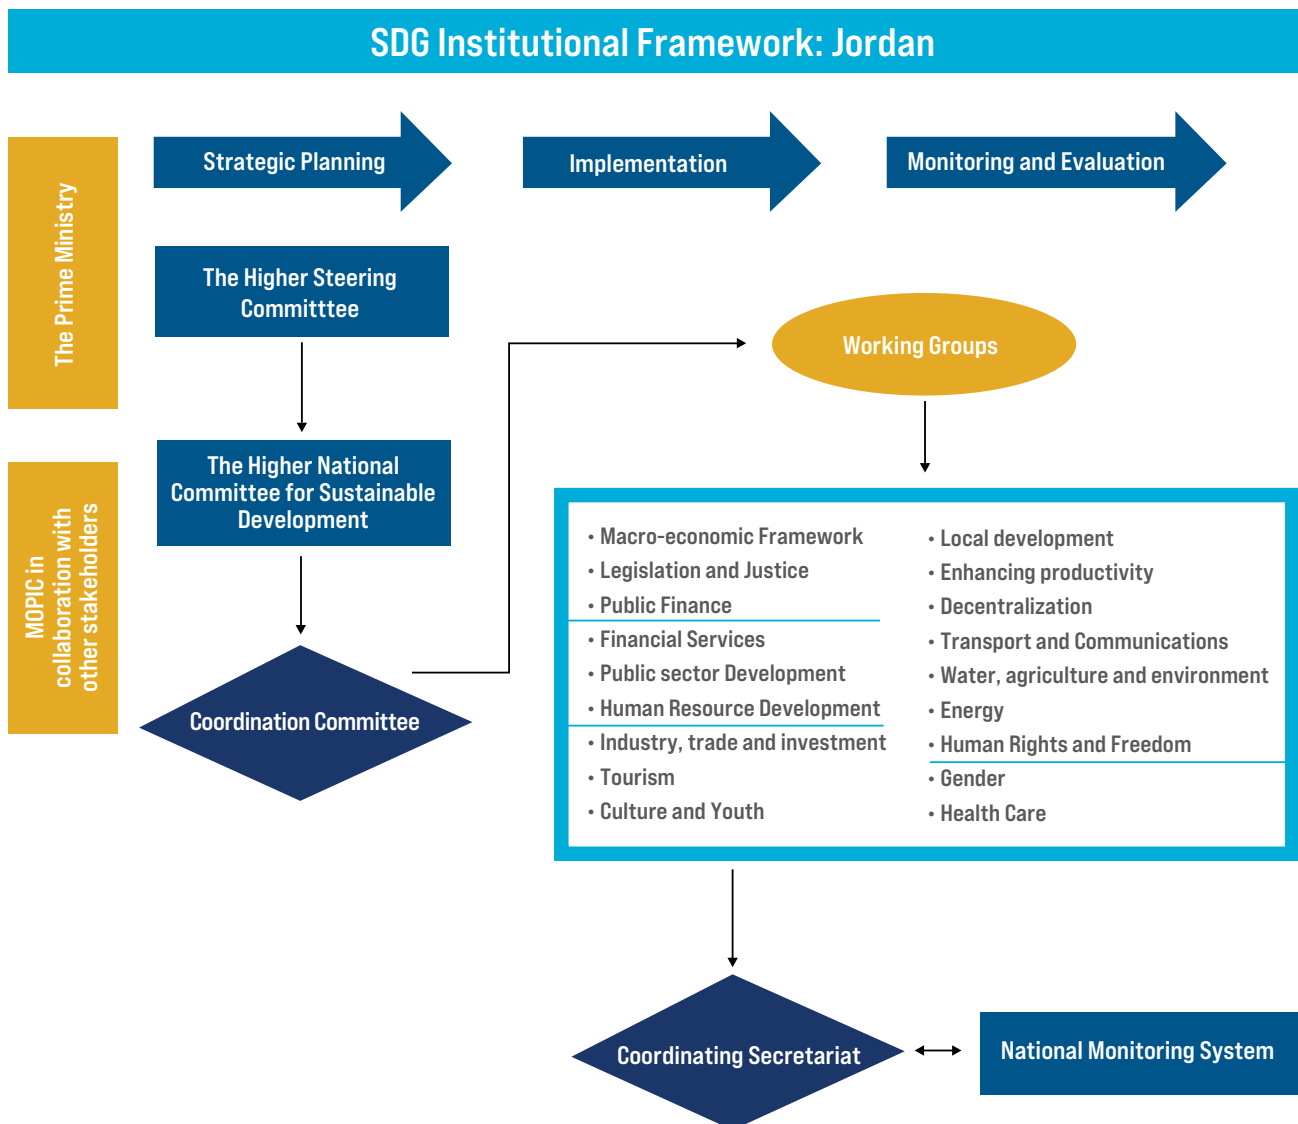 SDG Institutional Framework: Jordan
Strategic Planning
Implementation
Monitoring and Evaluation
The Prime Ministry
The Higher Steering
Committtee
Working Groups
MOPIC in
collaboration with
other stakeholders
The Higher National
Committee for Sustainable
Development
Coordination Committee
• Macro-economic Framework
• Legislation and Justice
• Public Finance
• Financial Services
• Public sector Development
• Human Resource Development
• Industry, trade and investment
• Tourism
• Culture and Youth
• Local development
• Enhancing productivity
• Decentralization
• Transport and Communications
• Water, agriculture and environment
• Energy
• Human Rights and Freedom
• Gender
• Health Care
Coordinating Secretariat
National Monitoring System